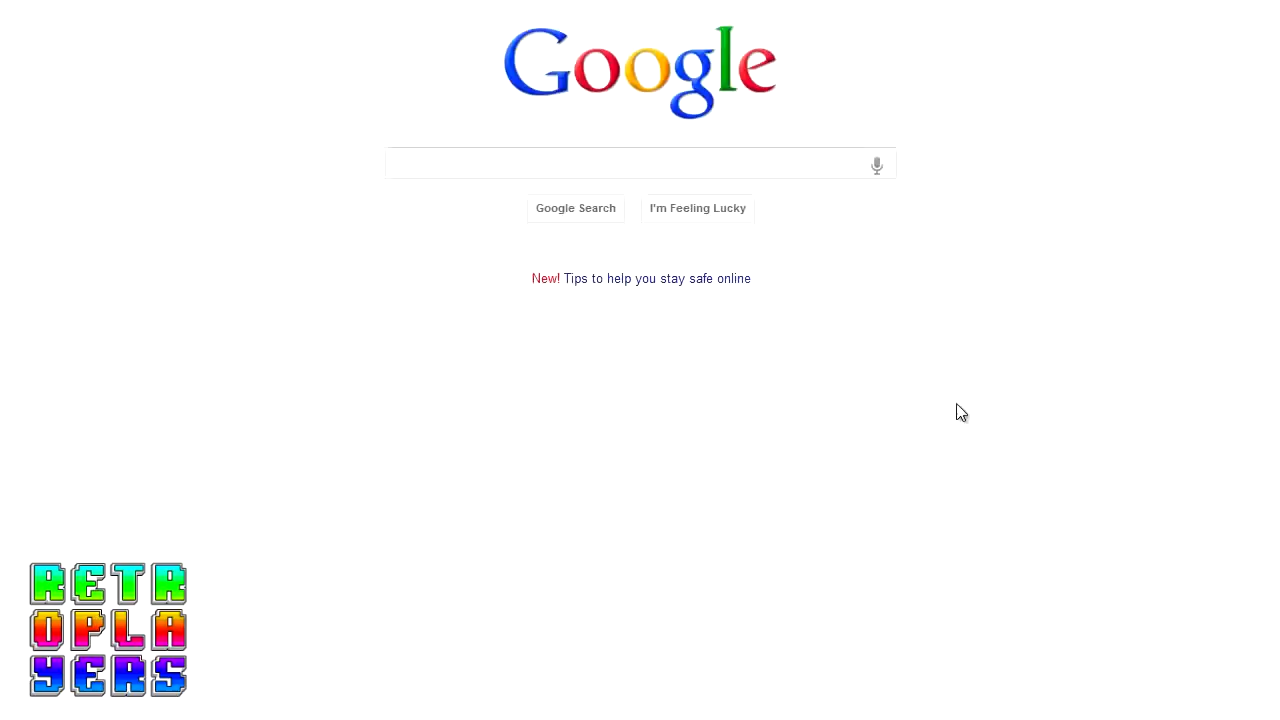 Google
Google Search
I'm Feeling Lucky
New! Tips to help you stay safe online
RETR
OPLA
YERS